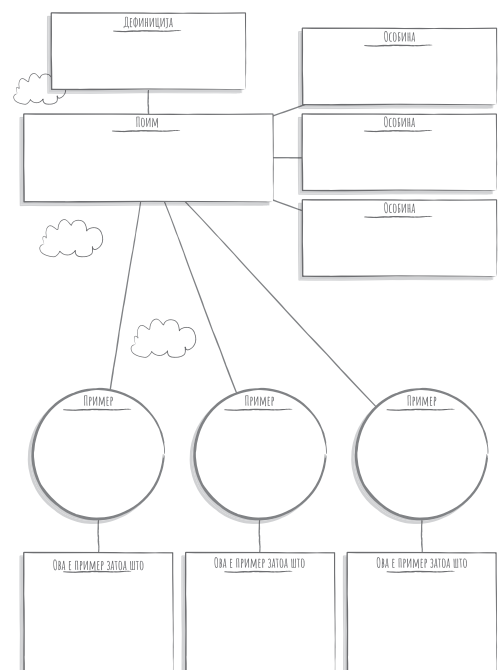 Дефиниција
Особина
Поим
Особина
Особина
Пример
Пример
Пример
Ова е пример затоа што
Ова е пример затоа што
Ова е пример затоа што